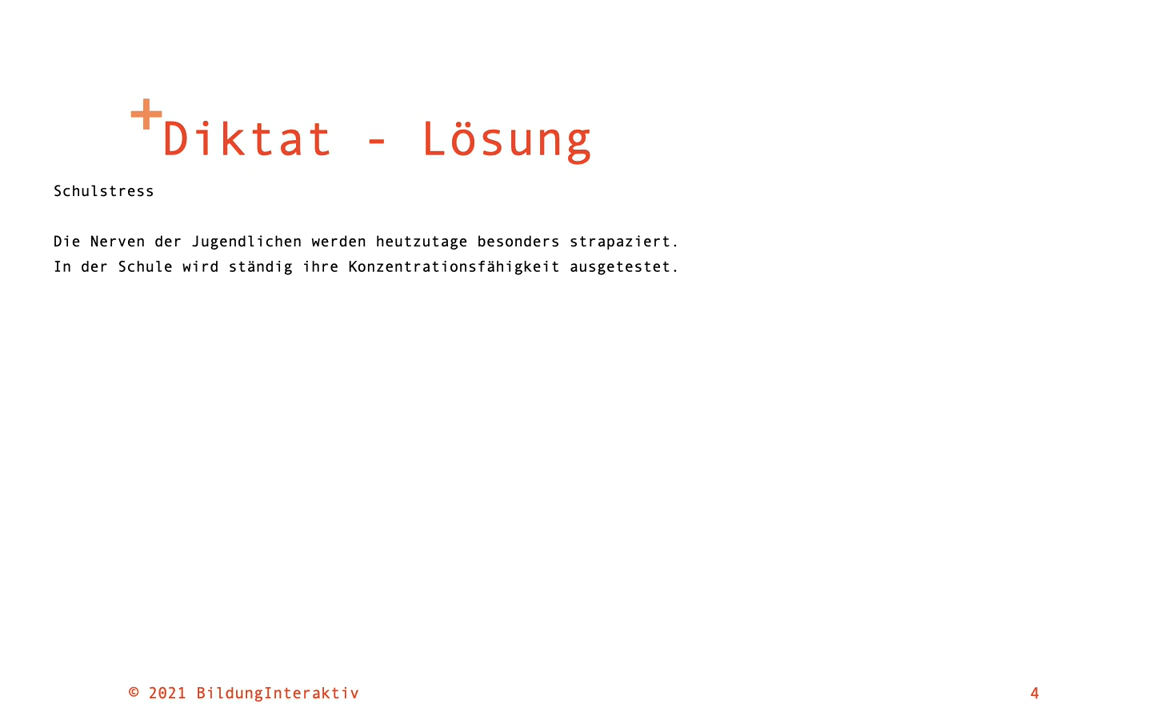 +Diktat - Lösung
Schulstress
Die Nerven der Jugendlichen werden heutzutage besonders strapaziert.
In der Schule wird ständig ihre Konzentrationsfähigkeit ausgetestet.
© 2021 BildungInteraktiv 4